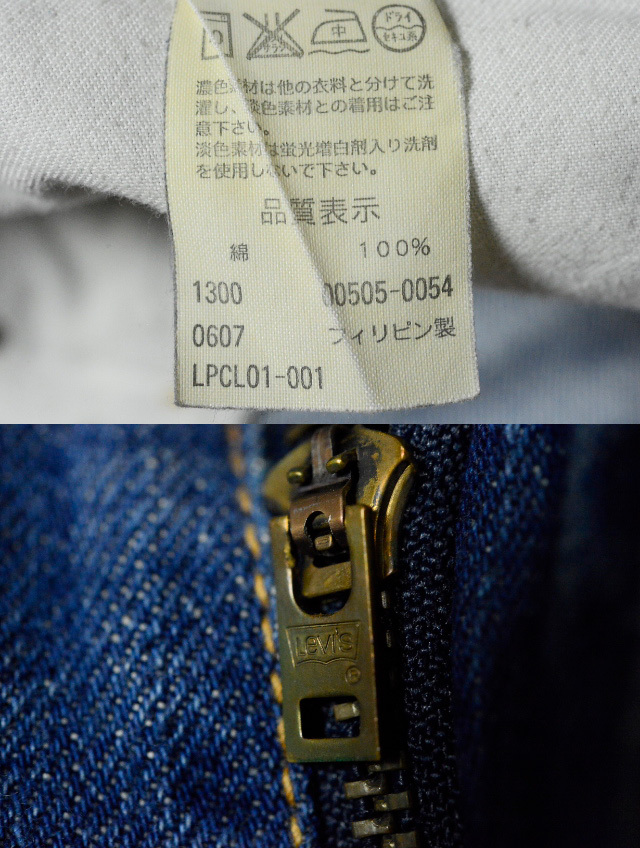 ドライ
セキユ系
濃色素材は他の衣料と分けて洗
濯し、淡色素材との着用はご注
意下さい。
淡色素材は蛍光増白剤入り洗剤
を使用しないで下さい。
品質表示
綿 100%
1300 00505-0054
0607 フィリピン製
LPCL01-001
Levi's
®